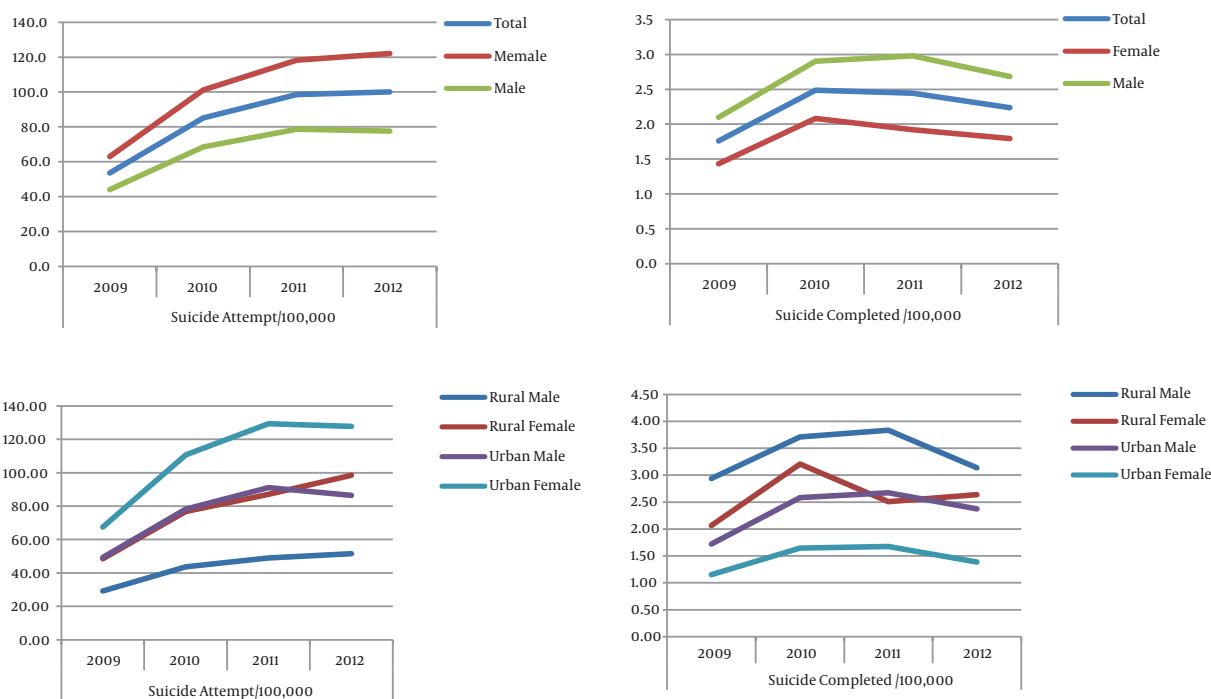 140.0
120.0
100.0
80.0
60.0
40.0
20.0
0.0
2009 2010 2011 2012
Suicide Attempt/100,000
Total
Memale
Male
3.5
3.0
2.5
2.0
1.5
1.0
0.5
0.0
2009 2010 2011 2012
Suicide Completed /100,000
Total
Female
Male
140.00
120.00
100.00
80.00
60.00
40.00
20.00
0.00
2009 2010 2011 2012
Suicide Attempt/100,000
Rural Male
Rural Female
Urban Male
Urban Female
4.50
4.00
3.50
3.00
2.50
2.00
1.50
1.00
0.50
0.00
2009 2010 2011 2012
Suicide Completed /100,000
Rural Male
Rural Female
Urban Male
Urban Female